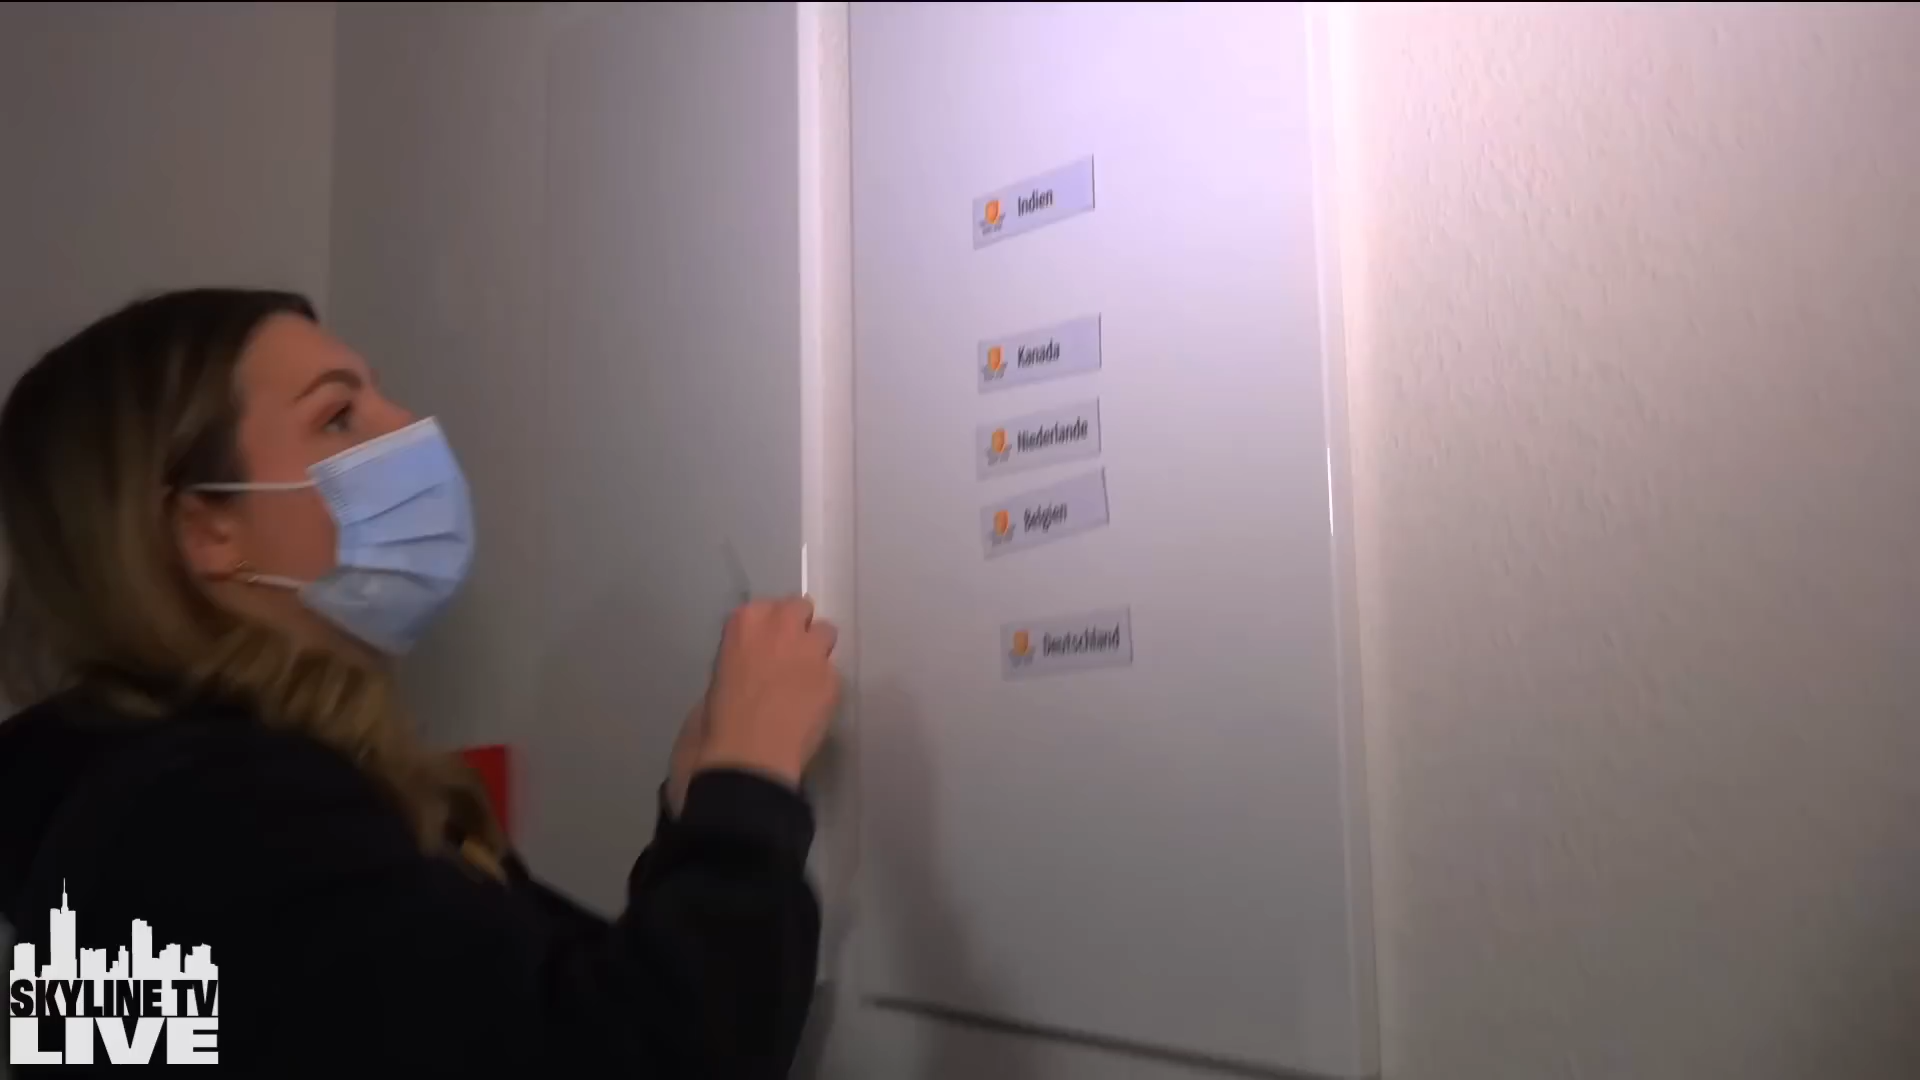 Indien
Kanada
Niederlande
Belgien
Deutschland
SKYLINE TV
LIVE